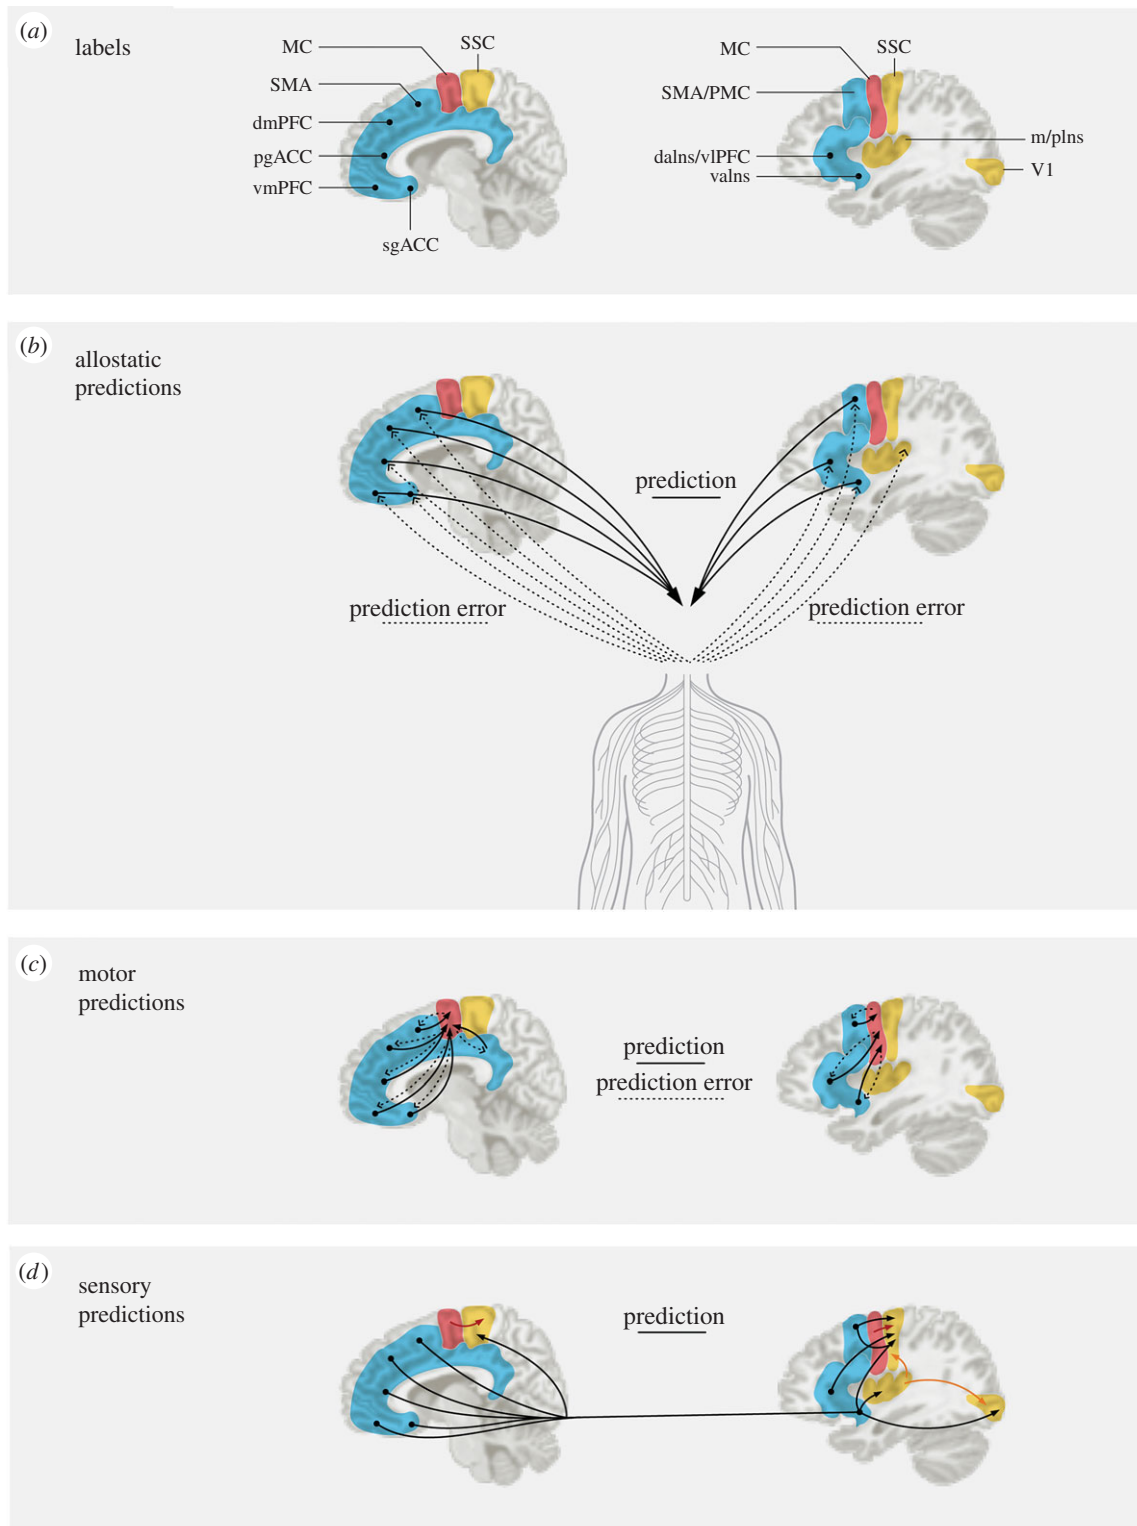 (a)
labels
MC
SSC
SMA
dmPFC
pgACC
vmPFC
sgACC
MC
SSC
SMA/PMC
daIns/vlPFC
vaIns
m/pIns
V1
(b)
allostatic
predictions
prediction
prediction error
prediction error
(c)
motor
predictions
prediction
prediction error
(d)
sensory
predictions
prediction